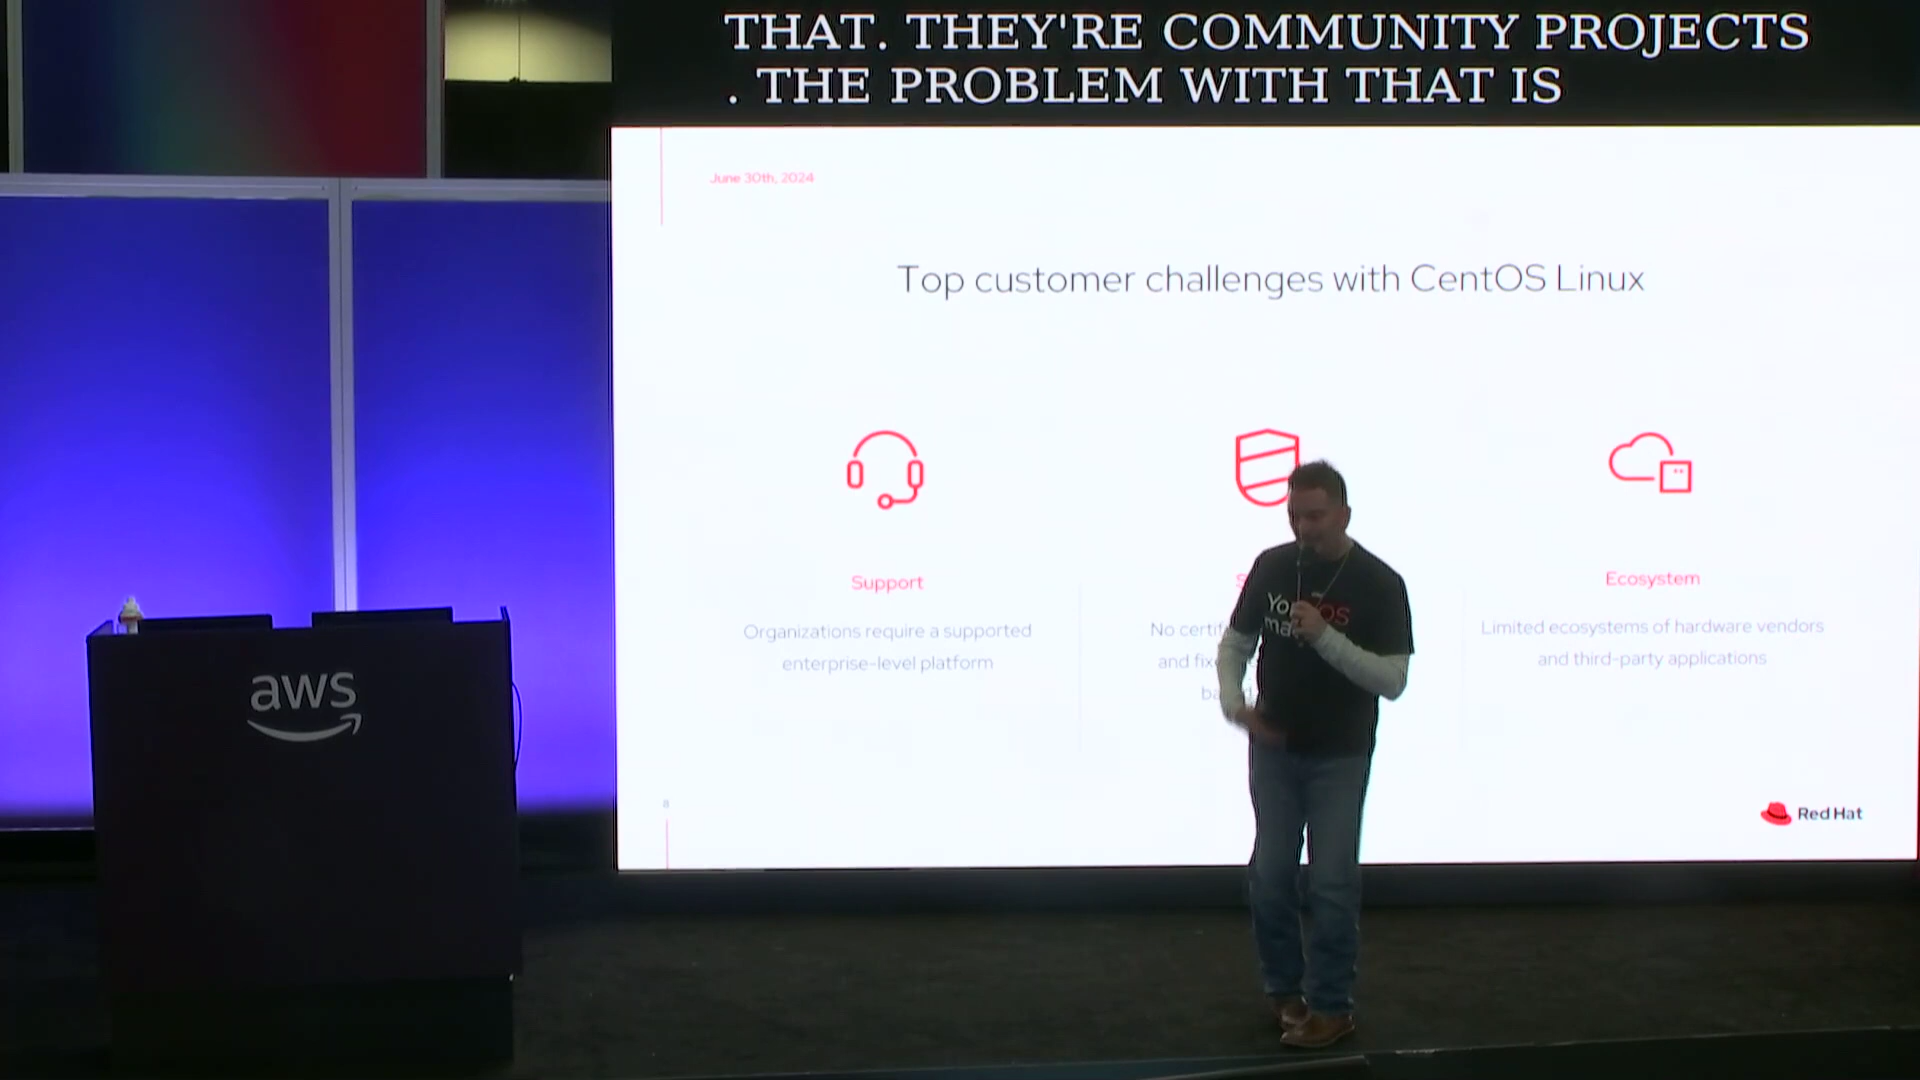 THAT. THEY'RE COMMUNITY PROJECTS
. THE PROBLEM WITH THAT IS
June 30th, 2024
Top customer challenges with CentOS Linux
Support
Organizations require a supported
enterprise-level platform
No
and
Ecosystem
Limited ecosystems of hardware vendors
and third-party applications
8
Red Hat
aws